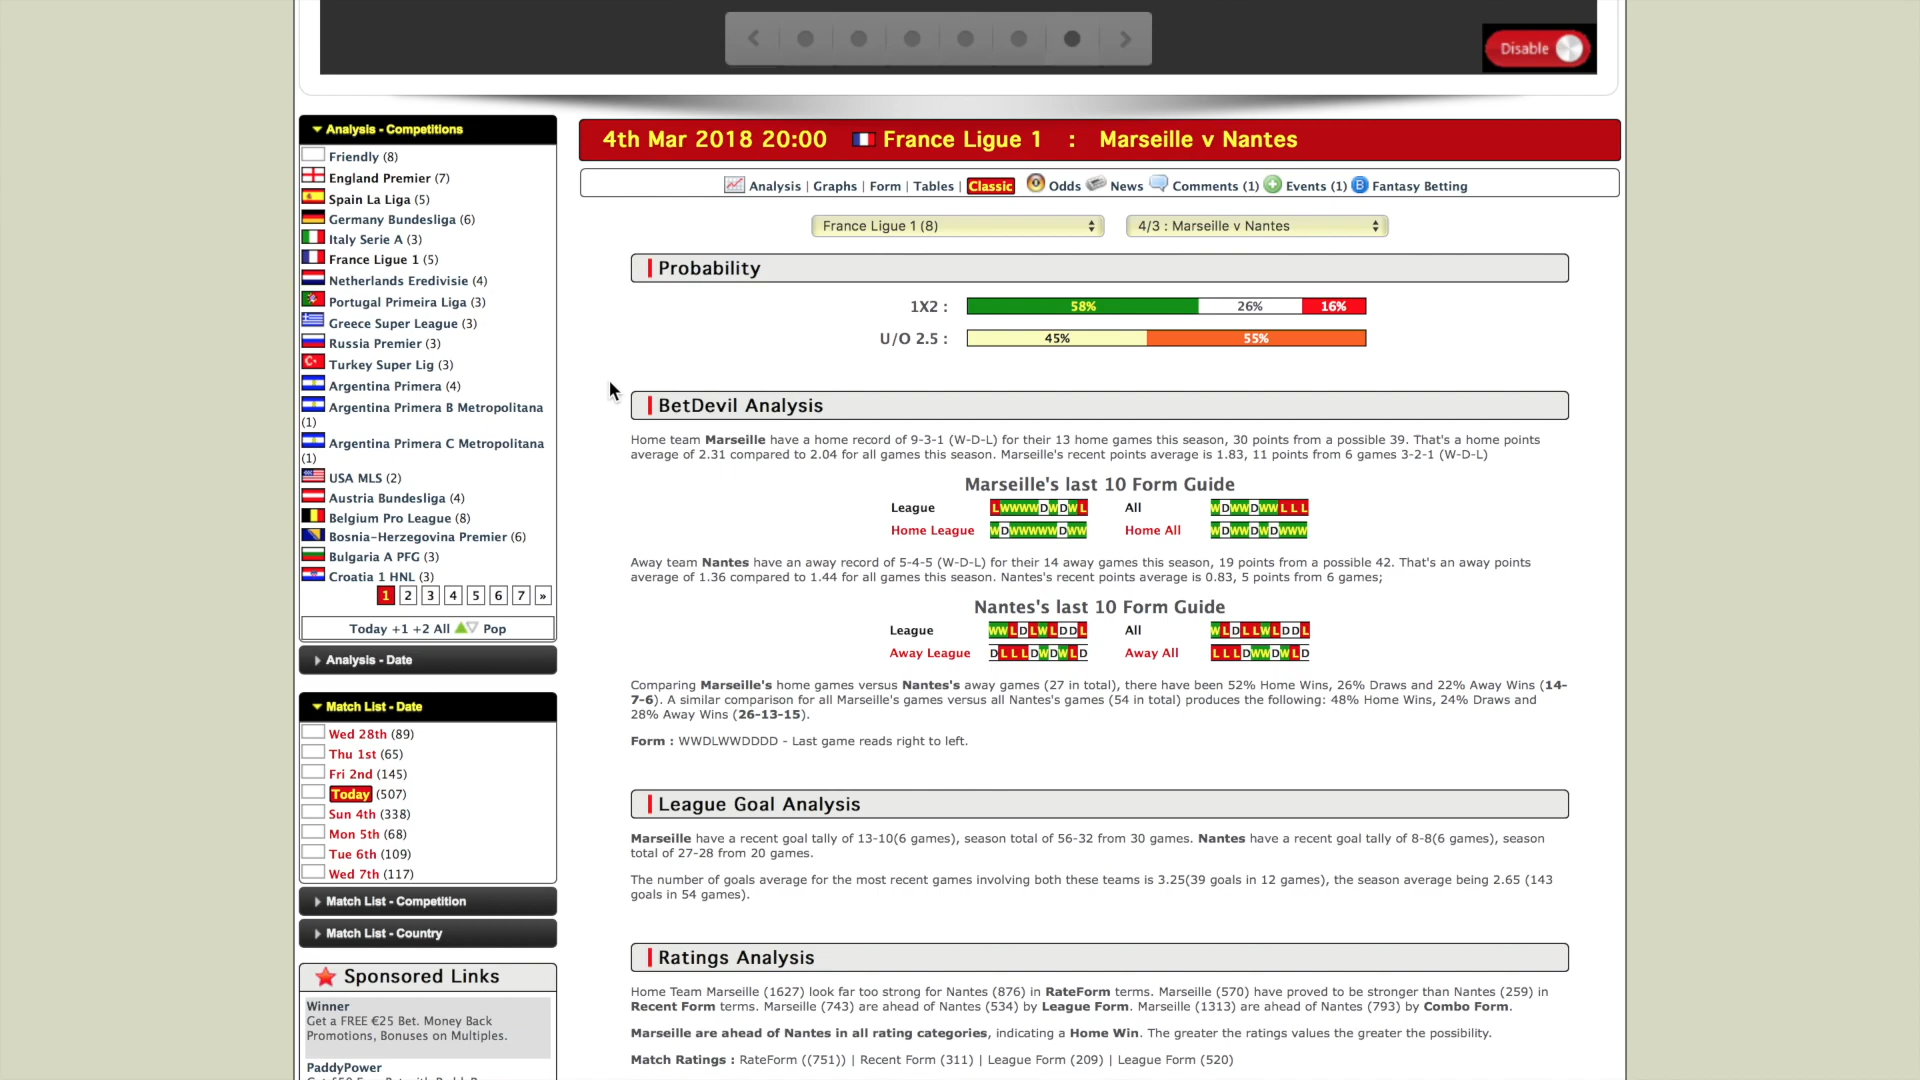 Disable
Analysis - Competitions
Friendly (8)
England Premier (7)
Spain La Liga (5)
Germany Bundesliga (6)
Italy Serie A (3)
France Ligue 1 (5)
Netherlands Eredivisie (4)
Portugal Primeira Liga (3)
Greece Super League (3)
Russia Premier (3)
Turkey Super Lig (3)
Argentina Primera (4)
Argentina Primera B Metropolitana
(1)
Argentina Primera C Metropolitana
(1)
USA MLS (2)
Austria Bundesliga (4)
Belgium Pro League (8)
Bosnia-Herzegovina Premier (6)
Bulgaria A PFG (3)
Croatia 1 HNL (3)
1 2 3 4 5 6 7 »
Today +1 +2 All Pop
Analysis - Date
Match List - Date
Wed 28th (89)
Thu 1st (65)
Fri 2nd (145)
Today (507)
Sun 4th (338)
Mon 5th (68)
Tue 6th (109)
Wed 7th (117)
Match List - Competition
Match List - Country
Sponsored Links
Winner
Get a FREE €25 Bet. Money Back
Promotions, Bonuses on Multiples.
PaddyPower
4th Mar 2018 20:00 France Ligue 1 : Marseille v Nantes
Analysis | Graphs | Form | Tables | Classic Odds News Comments (1) Events (1) B Fantasy Betting
France Ligue 1 (8) 4/3 : Marseille v Nantes
Probability
1X2 : 58% 26% 16%
U/O 2.5 : 45% 55%
BetDevil Analysis
Home team Marseille have a home record of 9-3-1 (W-D-L) for their 13 home games this season, 30 points from a possible 39. That's a home points
average of 2.31 compared to 2.04 for all games this season. Marseille's recent points average is 1.83, 11 points from 6 games 3-2-1 (W-D-L)
Marseille's last 10 Form Guide
League LWWWWDWDWL All WDWWDWWLLL
Home League WDWWWWWDWW Home All WDWWDWDWWW
Away team Nantes have an away record of 5-4-5 (W-D-L) for their 14 away games this season, 19 points from a possible 42. That's an away points
average of 1.36 compared to 1.44 for all games this season. Nantes's recent points average is 0.83, 5 points from 6 games;
Nantes's last 10 Form Guide
League WWLDLWLDDL All WLDLLWLDDL
Away League DLLLDWDWLD Away All LLLDWWDWLD
Comparing Marseille's home games versus Nantes's away games (27 in total), there have been 52% Home Wins, 26% Draws and 22% Away Wins (14-
7-6). A similar comparison for all Marseille's games versus all Nantes's games (54 in total) produces the following: 48% Home Wins, 24% Draws and
28% Away Wins (26-13-15).
Form : WWDLWWDDDD - Last game reads right to left.
League Goal Analysis
Marseille have a recent goal tally of 13-10(6 games), season total of 56-32 from 30 games. Nantes have a recent goal tally of 8-8(6 games), season
total of 27-28 from 20 games.
The number of goals average for the most recent games involving both these teams is 3.25(39 goals in 12 games), the season average being 2.65 (143
goals in 54 games).
Ratings Analysis
Home Team Marseille (1627) look far too strong for Nantes (876) in RateForm terms. Marseille (570) have proved to be stronger than Nantes (259) in
Recent Form terms. Marseille (743) are ahead of Nantes (534) by League Form. Marseille (1313) are ahead of Nantes (793) by Combo Form.
Marseille are ahead of Nantes in all rating categories, indicating a Home Win. The greater the ratings values the greater the possibility.
Match Ratings : RateForm ((751)) | Recent Form (311) | League Form (209) | League Form (520)